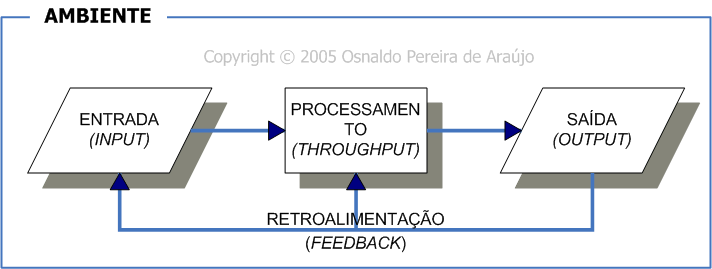 AMBIENTE
Copyright © 2005 Osnaldo Pereira de Araújo
ENTRADA
(INPUT)
PROCESSAMEN
TO
(THROUGHPUT)
SAÍDA
(OUTPUT)
RETROALIMENTAÇÃO
(FEEDBACK)